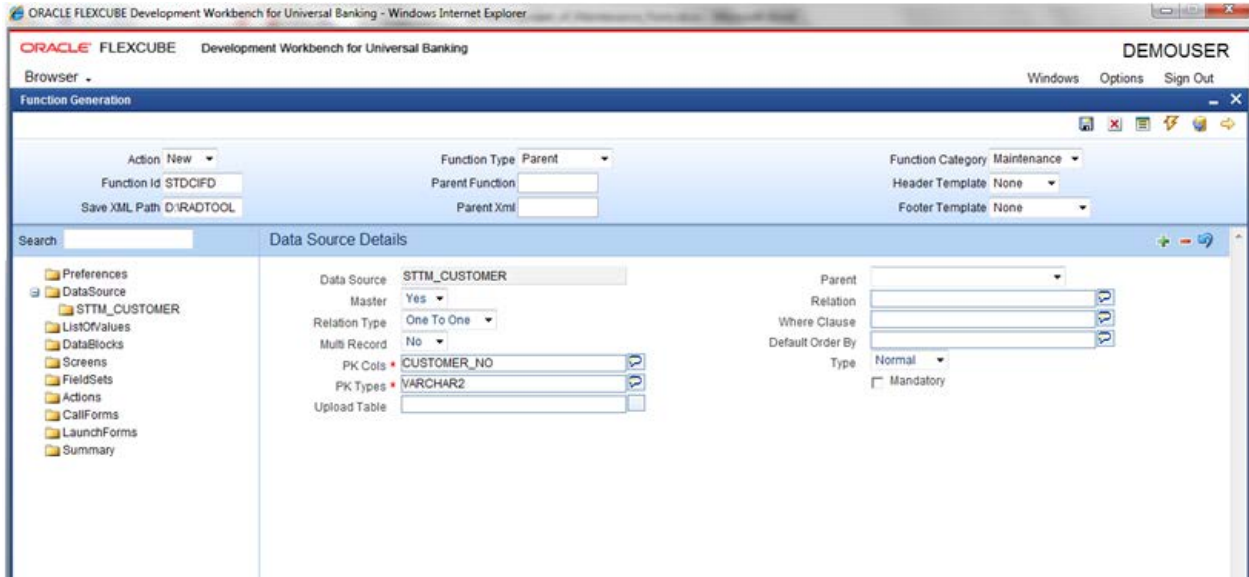 ORACLE FLEXCUBE Development Workbench for Universal Banking - Windows Internet Explorer
ORACLE FLEXCUBE Development Workbench for Universal Banking DEMOUSER
Browser Windows Options Sign Out
Function Generation
Action New Function Type Parent Function Category Maintenance
Function Id STDCIFD Parent Function Header Template None
Save XML Path D:\RADTOOL Parent Xml Footer Template None
Search Data Source Details
Preferences
DataSource
STTM_CUSTOMER
ListOfValues
DataBlocks
Screens
FieldSets
Actions
CallForms
LaunchForms
Summary
Data Source STTM_CUSTOMER Parent
Master Yes Relation
Relation Type One To One Where Clause
Multi Record No Default Order By
PK Cols * CUSTOMER_NO Type Normal
PK Types * VARCHAR2 Mandatory
Upload Table